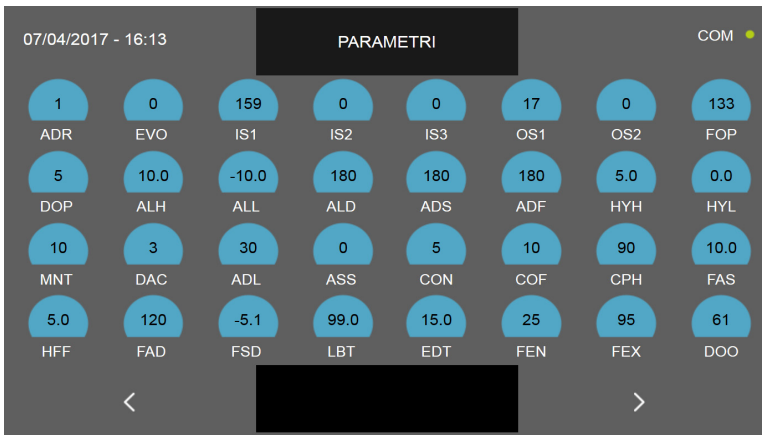 07/04/2017 - 16:13 PARAMETRI COM
1 0 159 0 0 17 0 133
ADR EVO IS1 IS2 IS3 OS1 OS2 FOP
5 10.0 -10.0 180 180 180 5.0 0.0
DOP ALH ALL ALD ADS ADF HYH HYL
10 3 30 0 5 10 90 10.0
MNT DAC ADL ASS CON COF CPH FAS
5.0 120 -5.1 99.0 15.0 25 95 61
HFF FAD FSD LBT EDT FEN FEX DOO